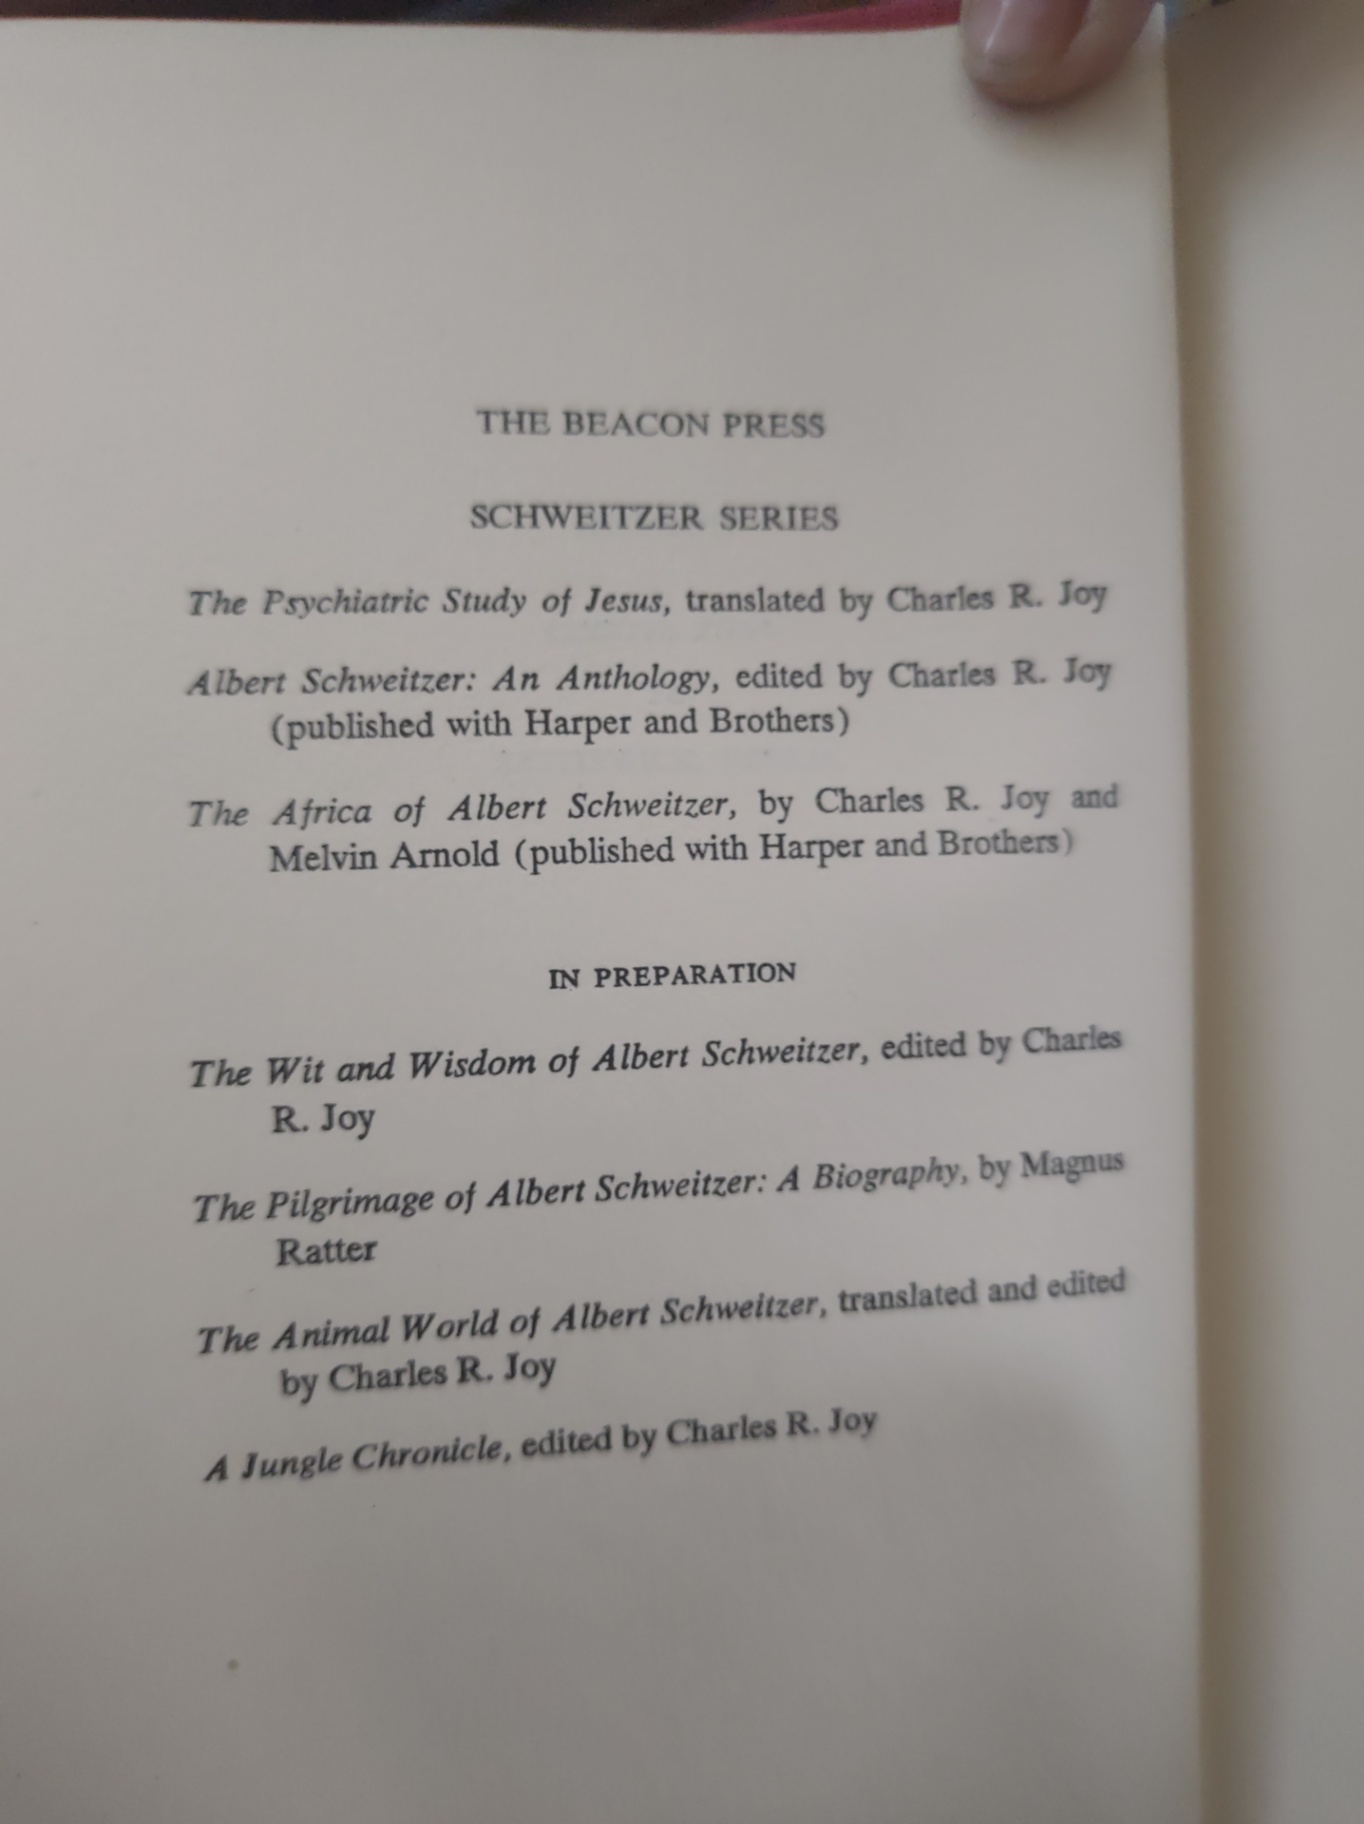 THE BEACON PRESS
SCHWEITZER SERIES
The Psychiatric Study of Jesus, translated by Charles R. Joy
Albert Schweitzer: An Anthology, edited by Charles R. Joy
(published with Harper and Brothers)
The Africa of Albert Schweitzer, by Charles R. Joy and
Melvin Arnold (published with Harper and Brothers)
IN PREPARATION
The Wit and Wisdom of Albert Schweitzer, edited by Charles
R. Joy
The Pilgrimage of Albert Schweitzer: A Biography, by Magnus
Ratter
The Animal World of Albert Schweitzer, translated and edited
by Charles R. Joy
A Jungle Chronicle, edited by Charles R. Joy